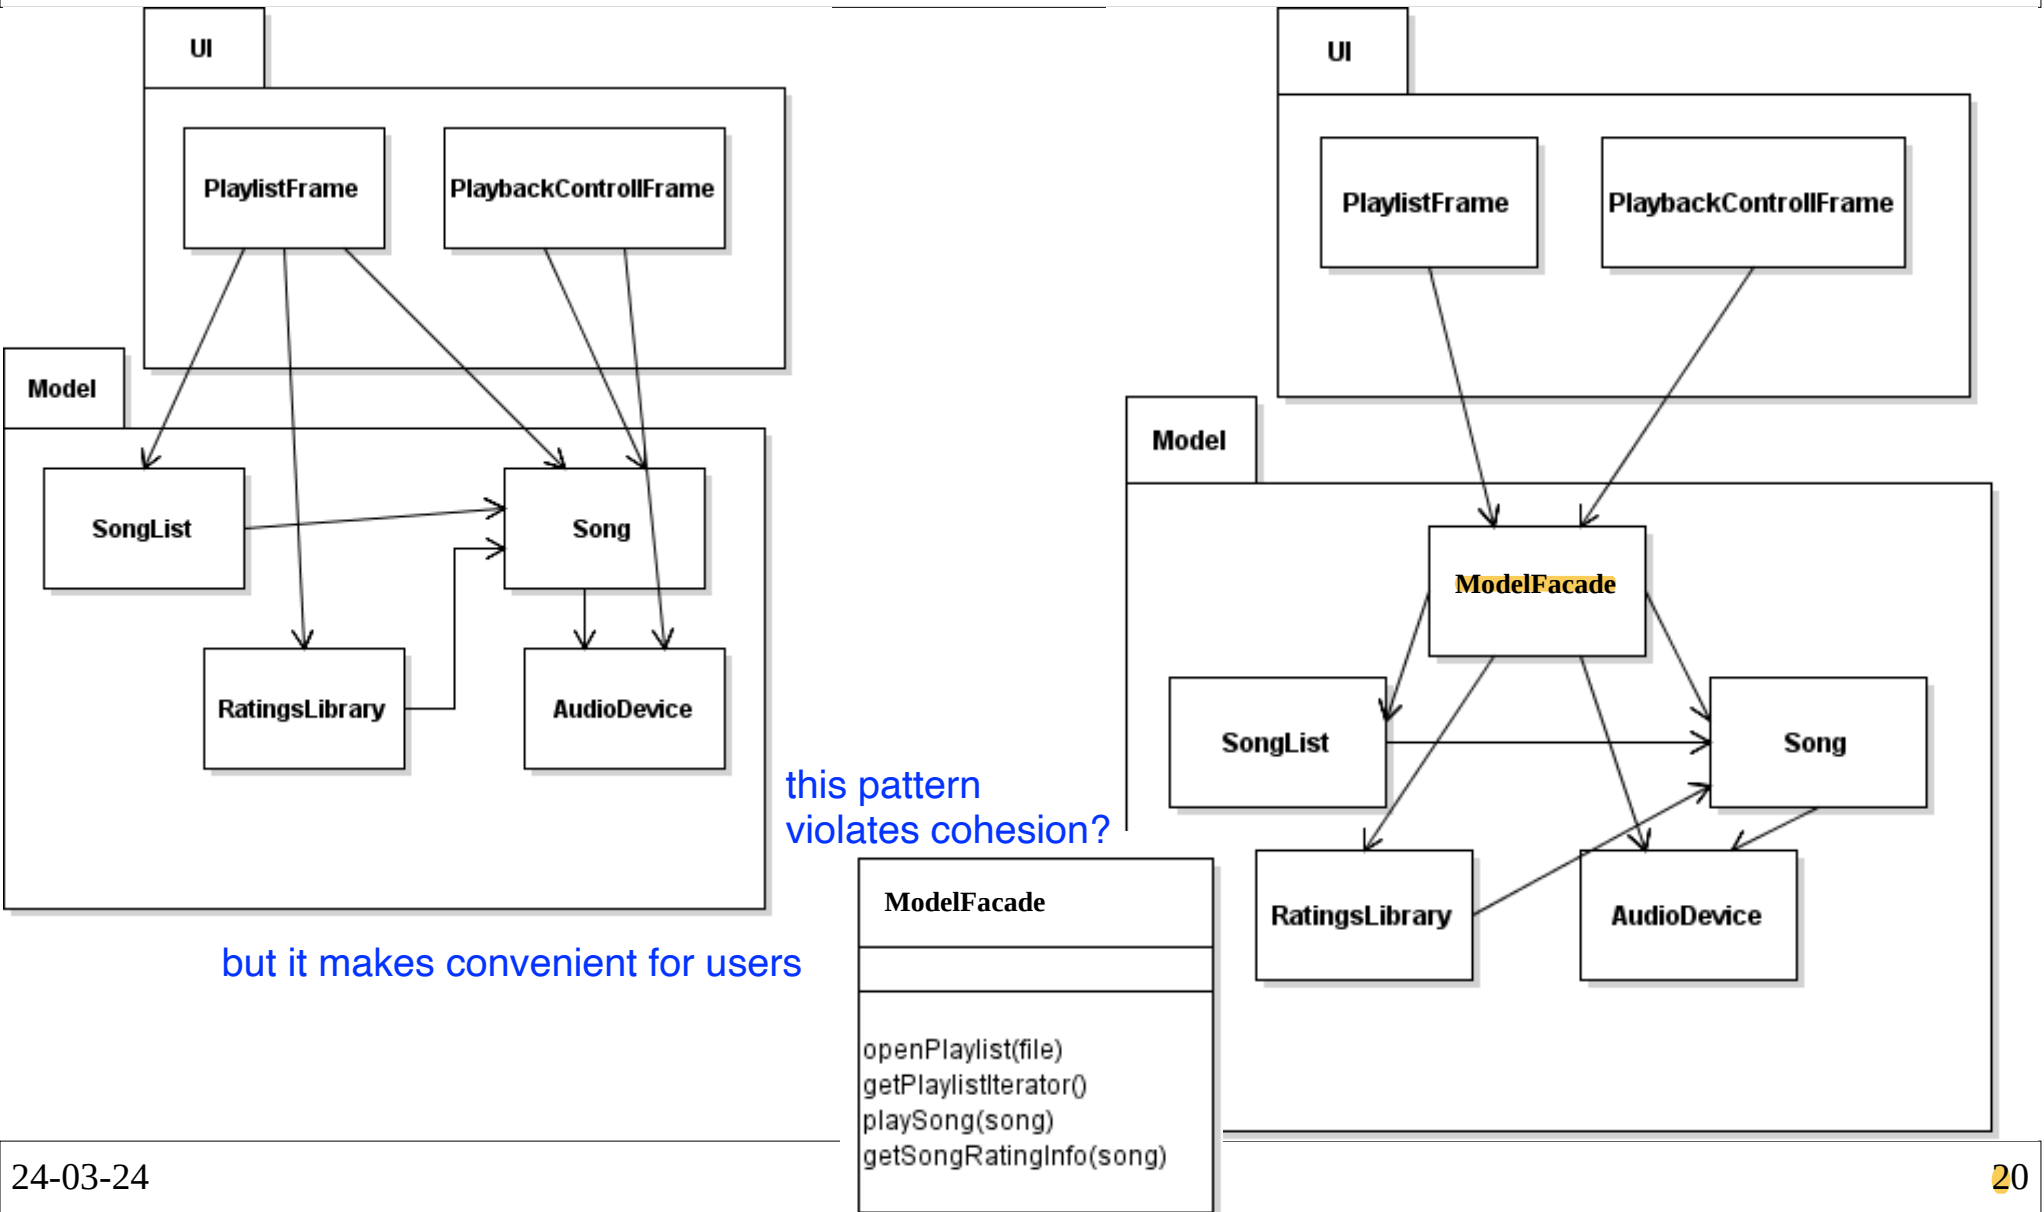 UI
PlaylistFrame
PlaybackControllFrame
Model
SongList
Song
RatingsLibrary
AudioDevice
UI
PlaylistFrame
PlaybackControllFrame
Model
ModelFacade
SongList
Song
RatingsLibrary
AudioDevice
this pattern
violates cohesion?
but it makes convenient for users
ModelFacade
openPlaylist(file)
getPlaylistIterator()
playSong(song)
getSongRatingInfo(song)
24-03-24
20